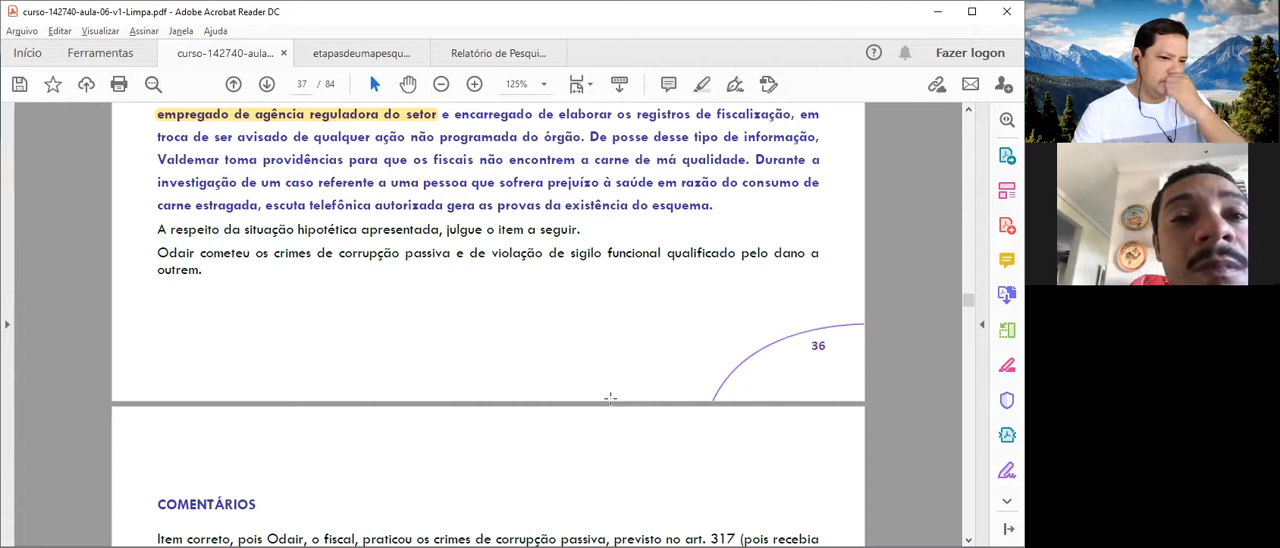 curso-142740-aula-06-v1-Limpa.pdf - Adobe Acrobat Reader DC
Arquivo Editar Visualizar Assinar Janela Ajuda
Início Ferramentas curso-142740-aula... × etapasdeumapesqu... Relatório de Pesqui... Fazer logon
37 / 84 125%
empregado de agência reguladora do setor e encarregado de elaborar os registros de fiscalização, em
troca de ser avisado de qualquer ação não programada do órgão. De posse desse tipo de informação,
Valdemar toma providências para que os fiscais não encontrem a carne de má qualidade. Durante a
investigação de um caso referente a uma pessoa que sofrera prejuízo à saúde em razão do consumo de
carne estragada, escuta telefônica autorizada gera as provas da existência do esquema.
A respeito da situação hipotética apresentada, julgue o item a seguir.
Odair cometeu os crimes de corrupção passiva e de violação de sigilo funcional qualificado pelo dano a
outrem.
36
COMENTÁRIOS
Item correto, pois Odair, o fiscal, praticou os crimes de corrupção passiva, previsto no art. 317 (pois recebia